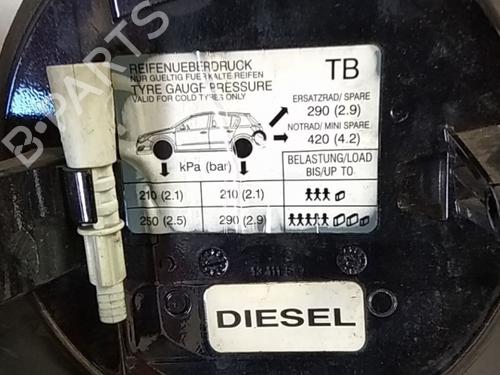 B-PARTS
REIFENUEBERDRUCK
NUR GUELTIG FUER KALTE REIFEN
TYRE GAUGE PRESSURE
VALID FOR COLD TYRES ONLY
TB
ERSATZRAD/ SPARE
290 (2.9)
NOTRAD/ MINI SPARE
420 (4.2)
kPa (bar)
BELASTUNG/LOAD
BIS/UP TO
210 (2.1) 210 (2.1)
250 (2.5) 290 (2.9)
DIESEL